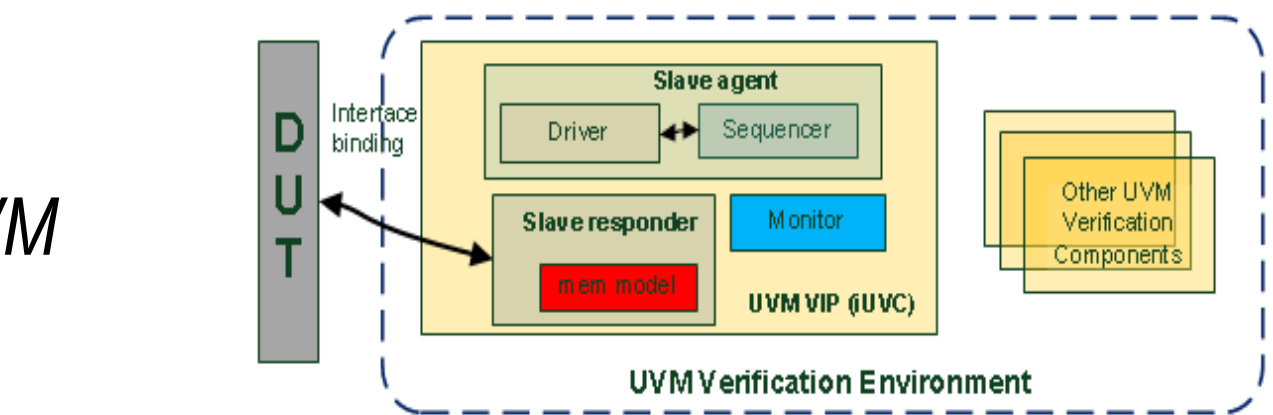 VM
D
U
T
Interface
binding
Slave agent
Driver
Sequencer
Slave responder
mem model
Monitor
UVM VIP (iUVC)
Other UVM
Verification
Components
UVM Verification Environment